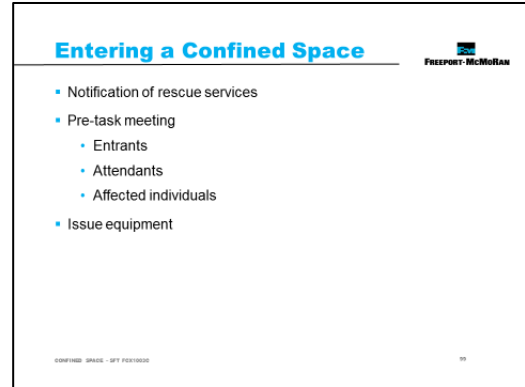 Entering a Confined Space
FCX
FREEPORT-MCMORAN
Notification of rescue services
Pre-task meeting
Entrants
Attendants
Affected individuals
Issue equipment
CONFINED SPACE - SFT FCX1003C